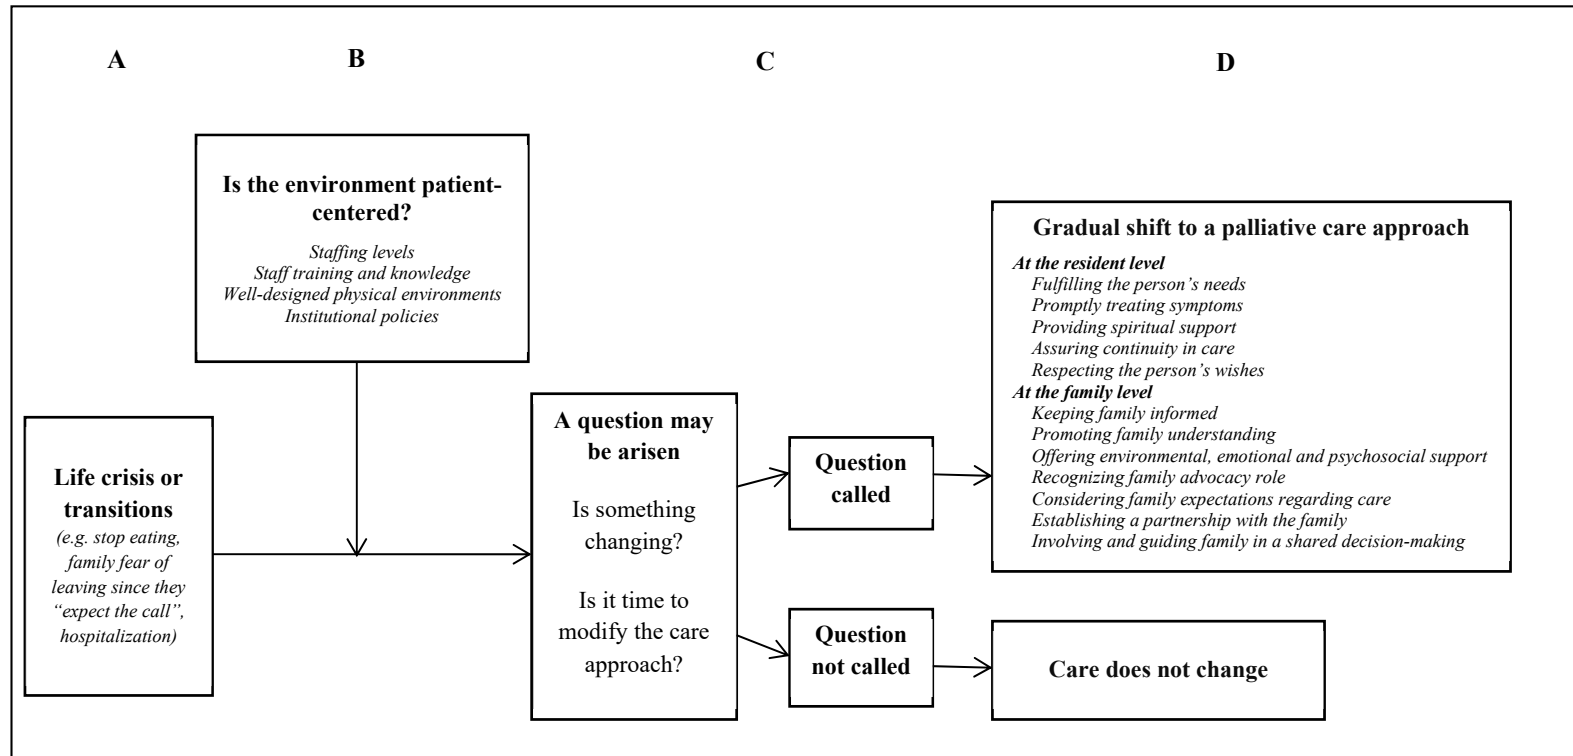 A
B
C
D
Is the environment patient-
centered?
Staffing levels
Staff training and knowledge
Well-designed physical environments
Institutional policies
Life crisis or
transitions
(e.g. stop eating,
family fear of
leaving since they
“expect the call”,
hospitalization)
A question may
be arisen
Is something
changing?
Is it time to
modify the care
approach?
Question
called
Question
not called
Gradual shift to a palliative care approach
At the resident level
Fulfilling the person’s needs
Promptly treating symptoms
Providing spiritual support
Assuring continuity in care
Respecting the person’s wishes
At the family level
Keeping family informed
Promoting family understanding
Offering environmental, emotional and psychosocial support
Recognizing family advocacy role
Considering family expectations regarding care
Establishing a partnership with the family
Involving and guiding family in a shared decision-making
Care does not change